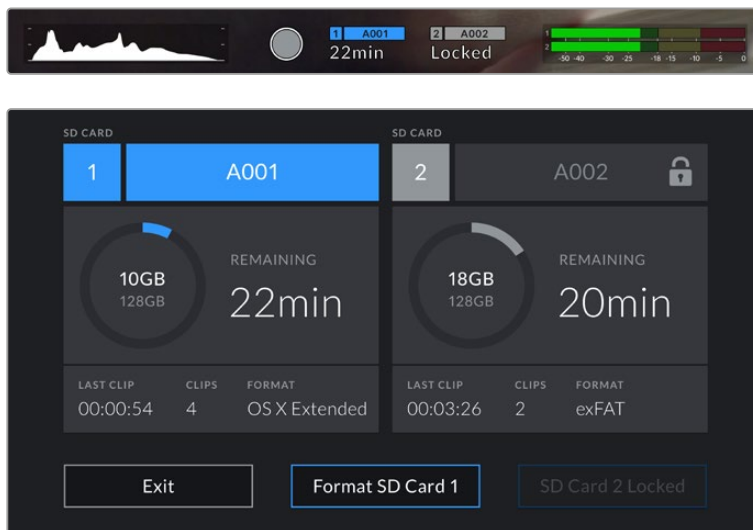 1 A001 2 A002
22min Locked
1
2
-50 -40 -30 -25 -18 -15 -10 -5 0
SD CARD SD CARD
1 A001 2 A002
REMAINING REMAINING
10GB 18GB
128GB 22min 128GB 20min
LAST CLIP CLIPS FORMAT LAST CLIP CLIPS FORMAT
00:00:54 4 OS X Extended 00:03:26 2 exFAT
Exit Format SD Card 1 SD Card 2 Locked